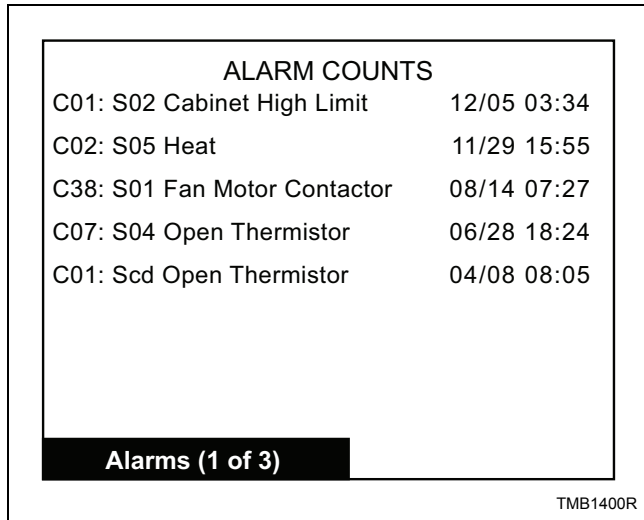 ALARM COUNTS
C01: S02 Cabinet High Limit 12/05 03:34
C02: S05 Heat 11/29 15:55
C38: S01 Fan Motor Contactor 08/14 07:27
C07: S04 Open Thermistor 06/28 18:24
C01: Scd Open Thermistor 04/08 08:05
Alarms (1 of 3)
TMB1400R